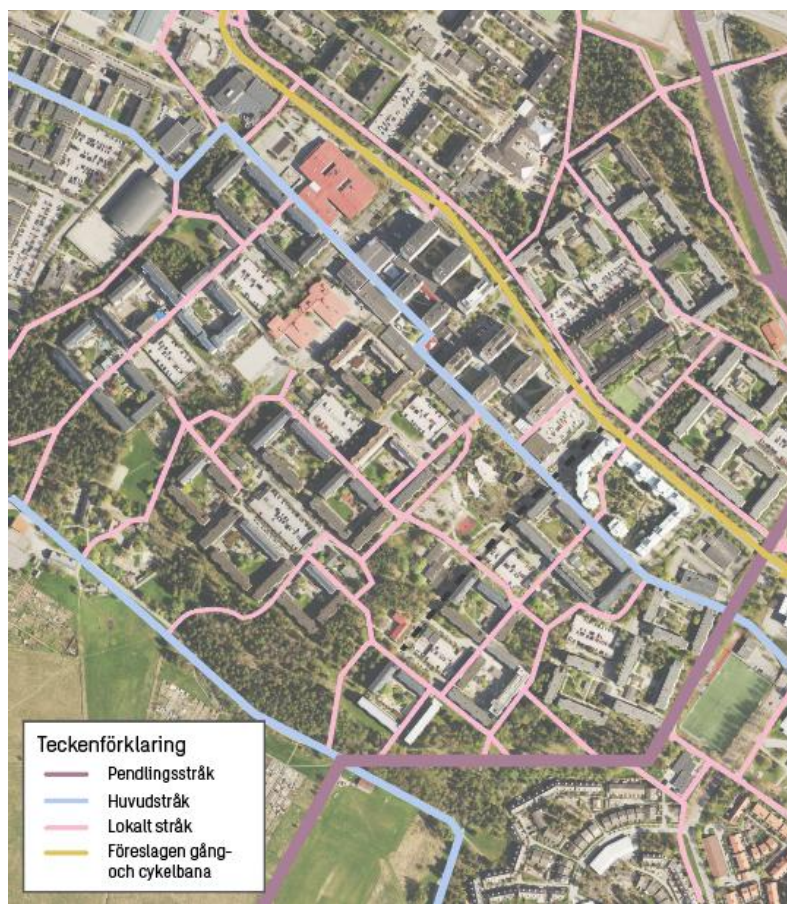 Teckenförklaring
Pendlingsstråk
Huvudstråk
Lokalt stråk
Föreslagen gång-
och cykelbana